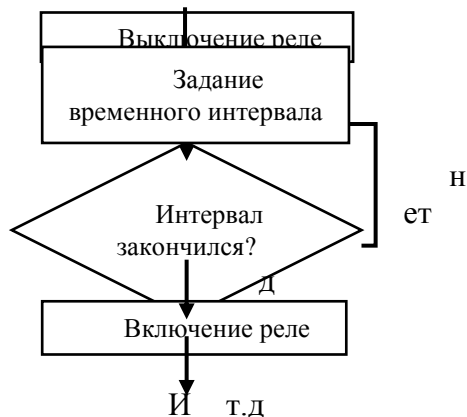 Выключение реле
Задание
временного интервала
н
ет
Интервал
закончился?
д
Включение реле
И т.д